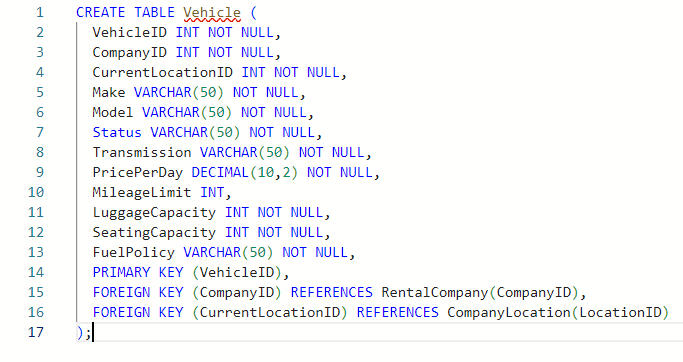 1 CREATE TABLE Vehicle (
2 VehicleID INT NOT NULL,
3 CompanyID INT NOT NULL,
4 CurrentLocationID INT NOT NULL,
5 Make VARCHAR(50) NOT NULL,
6 Model VARCHAR(50) NOT NULL,
7 Status VARCHAR(50) NOT NULL,
8 Transmission VARCHAR(50) NOT NULL,
9 PricePerDay DECIMAL(10,2) NOT NULL,
10 MileageLimit INT,
11 LuggageCapacity INT NOT NULL,
12 SeatingCapacity INT NOT NULL,
13 FuelPolicy VARCHAR(50) NOT NULL,
14 PRIMARY KEY (VehicleID),
15 FOREIGN KEY (CompanyID) REFERENCES RentalCompany(CompanyID),
16 FOREIGN KEY (CurrentLocationID) REFERENCES CompanyLocation(LocationID)
17 );